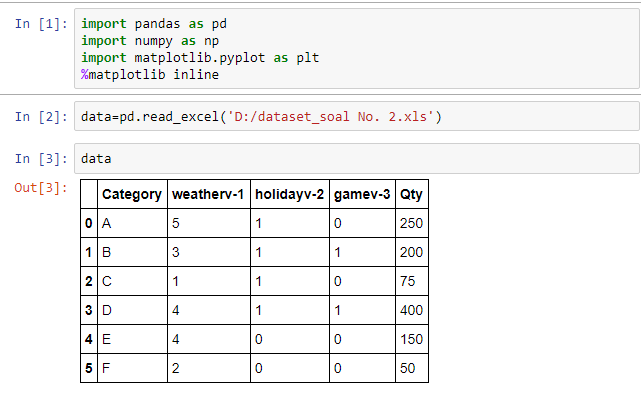 In [1]: import pandas as pd
import numpy as np
import matplotlib.pyplot as plt
%matplotlib inline
In [2]: data=pd.read_excel('D:/dataset_soal No. 2.xls')
In [3]: data
Out[3]:
Category weatherv-1 holidayv-2 gamev-3 Qty
0 A 5 1 0 250
1 B 3 1 1 200
2 C 1 1 0 75
3 D 4 1 1 400
4 E 4 0 0 150
5 F 2 0 0 50